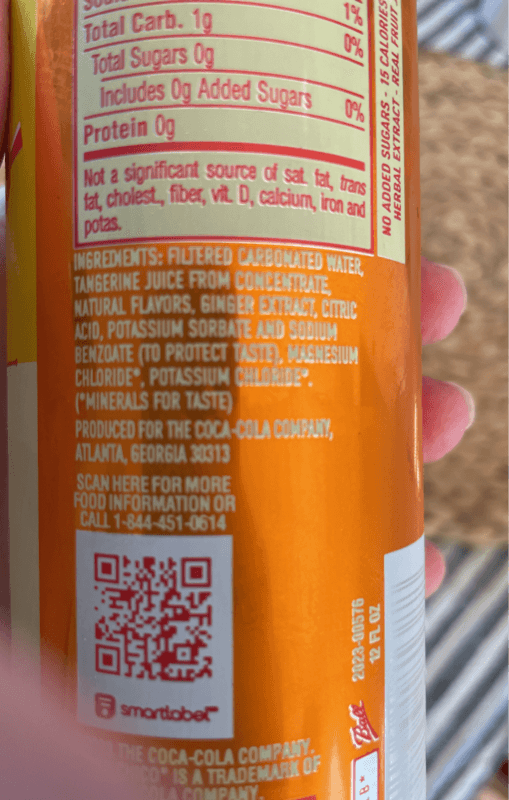 1%
Total Carb. 1g 0%
Total Sugars 0g
Includes 0g Added Sugars 0%
Protein 0g
Not a significant source of sat. fat, trans
fat, cholest., fiber, vit. D, calcium, iron and
potas.
NO ADDED SUGARS - 15 CALORIES
HERBAL EXTRACT - REAL FRUIT
INGREDIENTS: FILTERED CARBONATED WATER,
TANGERINE JUICE FROM CONCENTRATE,
NATURAL FLAVORS, GINGER EXTRACT, CITRIC
ACID, POTASSIUM SORBATE AND SODIUM
BENZOATE (TO PROTECT TASTE), MAGNESIUM
CHLORIDE*, POTASSIUM CHLORIDE*.
(*MINERALS FOR TASTE)
PRODUCED FOR THE COCA-COLA COMPANY,
ATLANTA, GEORGIA 30313
SCAN HERE FOR MORE
FOOD INFORMATION OR
CALL 1-844-451-0614
smartlabel™
2023-00576
12 FL OZ
Ball
B*
THE COCA-COLA COMPANY.
IS A TRADEMARK OF
COMPANY.